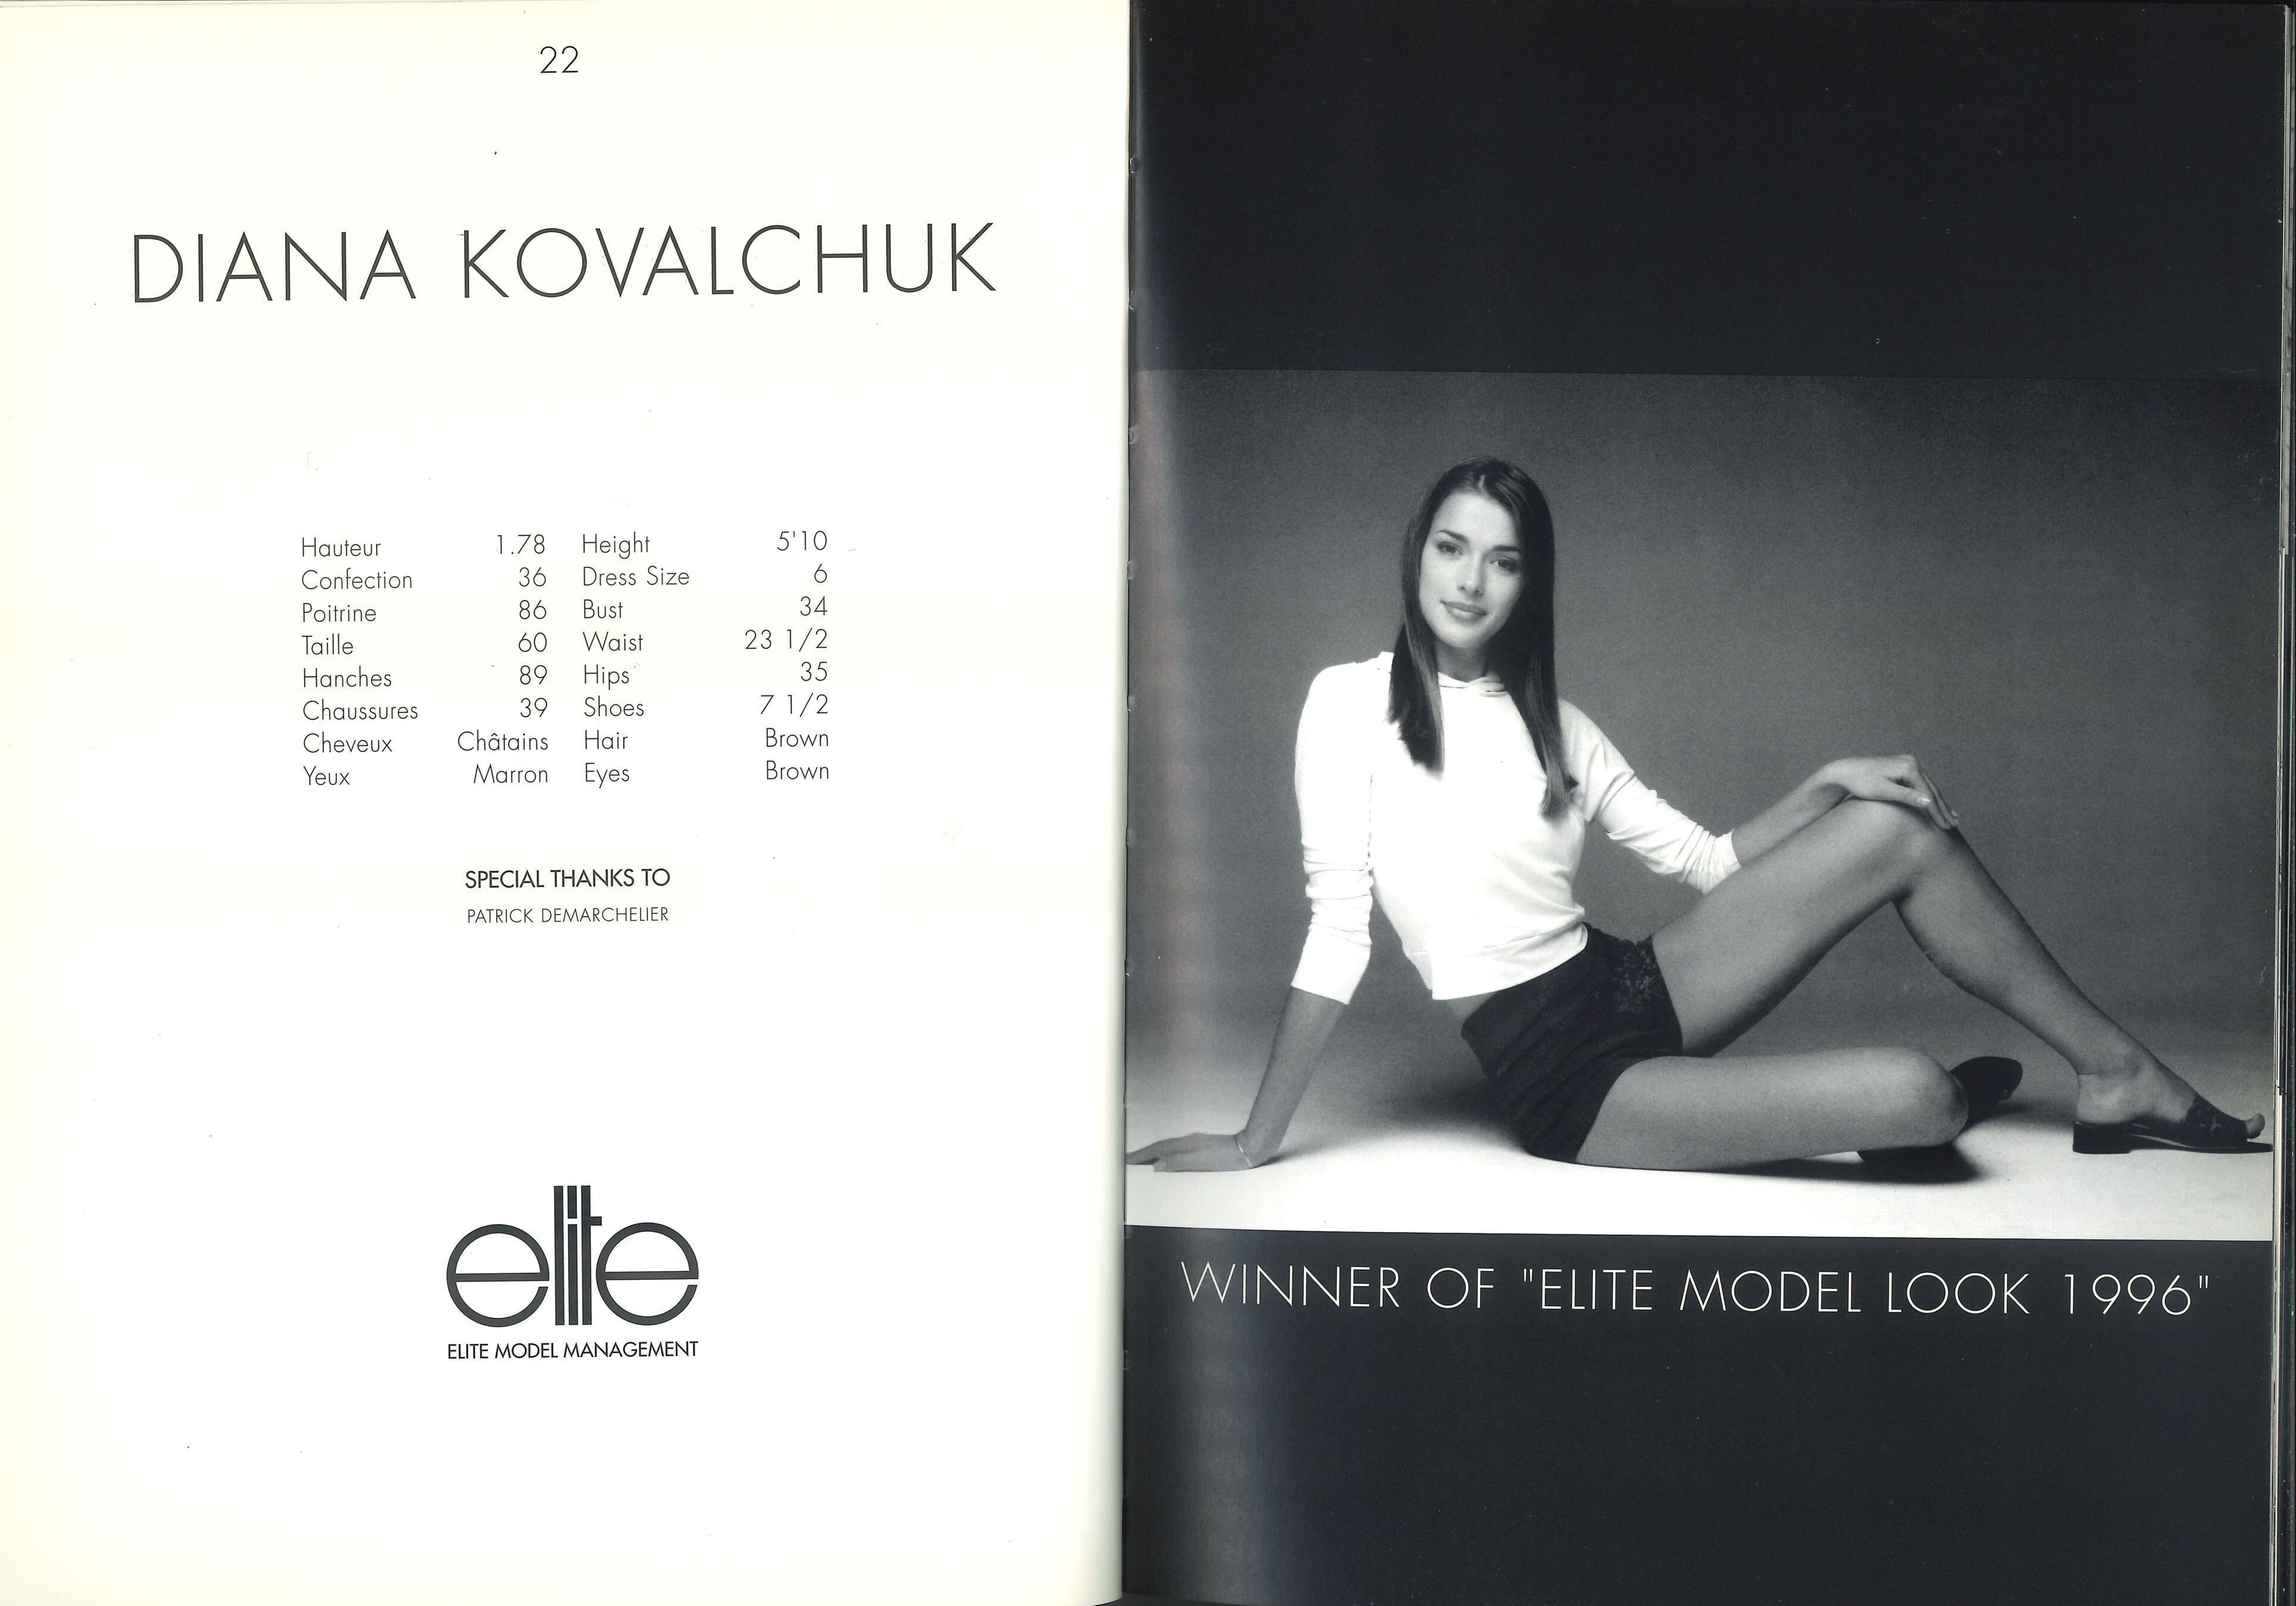 22
DIANA KOVALCHUK
Hauteur 1.78 Height 5'10
Confection 36 Dress Size 6
Poitrine 86 Bust 34
Taille 60 Waist 23 1/2
Hanches 89 Hips 35
Chaussures 39 Shoes 7 1/2
Cheveux Châtains Hair Brown
Yeux Marron Eyes Brown
SPECIAL THANKS TO
PATRICK DEMARCHELIER
elite
ELITE MODEL MANAGEMENT
WINNER OF "ELITE MODEL LOOK 1996"